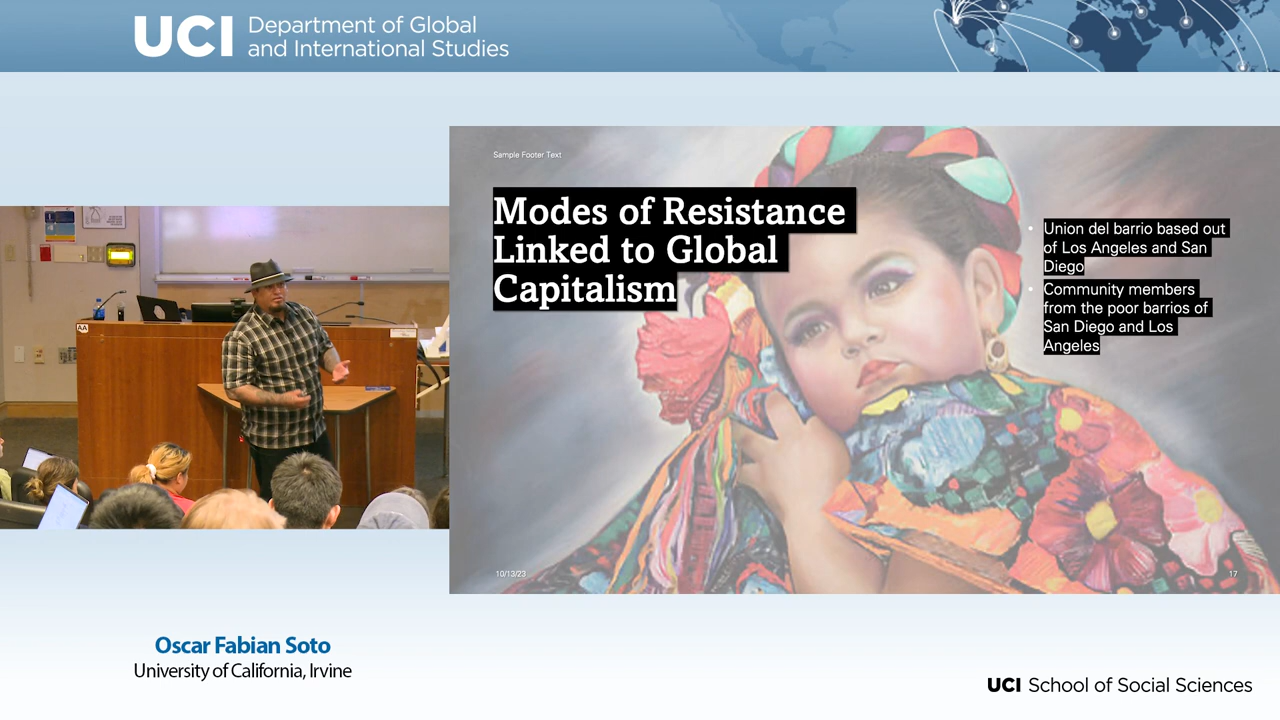 UCI
Department of Global
and International Studies
Sample Footer Text
Modes of Resistance
Linked to Global
Capitalism
• Union del barrio based out
of Los Angeles and San
Diego
• Community members
from the poor barrios of
San Diego and Los
Angeles
10/13/23
17
AA
Oscar Fabian Soto
University of California, Irvine
UCI School of Social Sciences